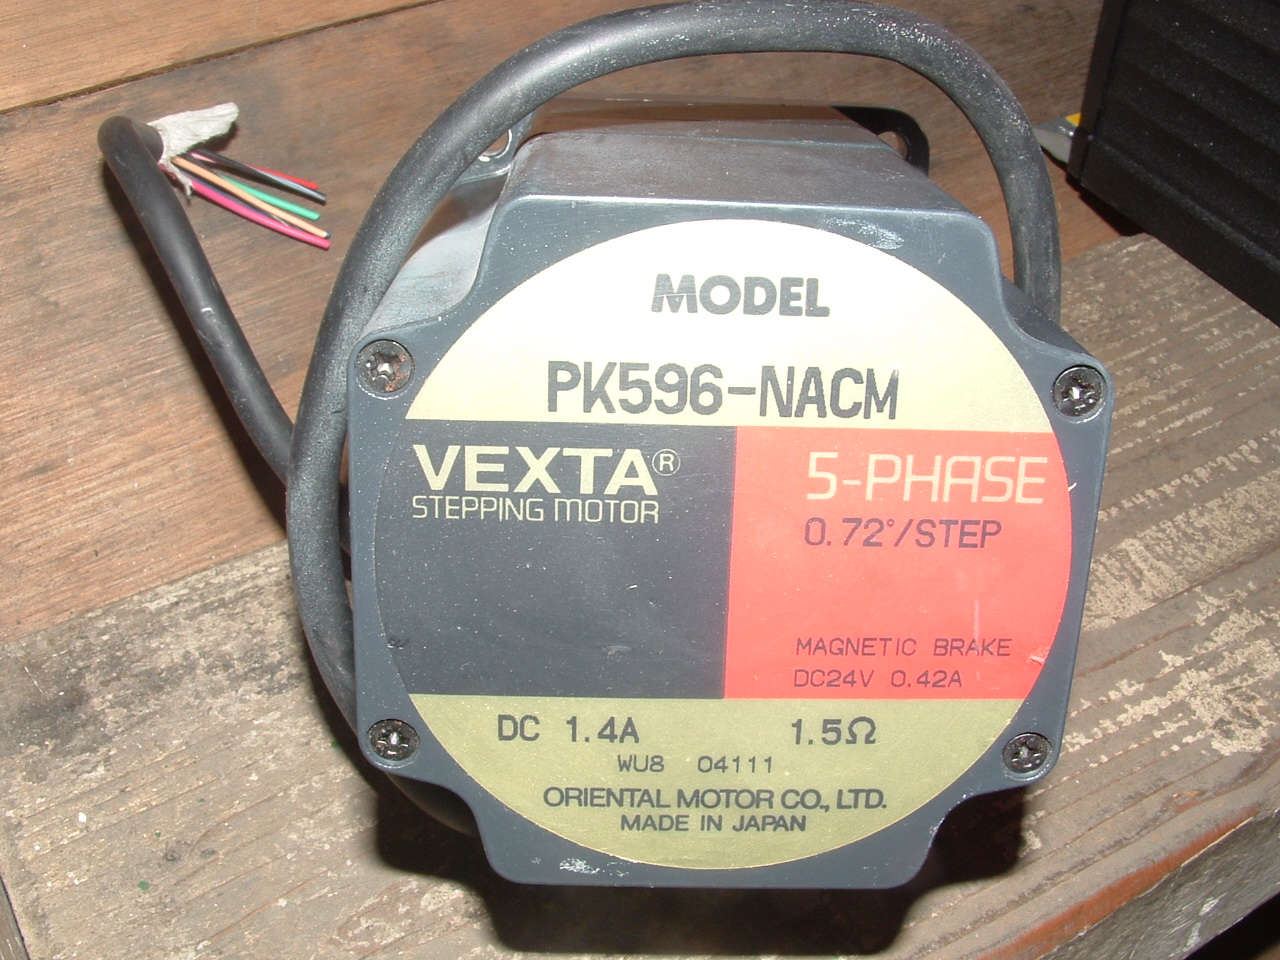 MODEL
PK596-NACM
VEXTA®
STEPPING MOTOR
5-PHASE
0.72°/STEP
MAGNETIC BRAKE
DC24V 0.42A
DC 1.4A 1.5Ω
WU8 04111
ORIENTAL MOTOR CO., LTD.
MADE IN JAPAN